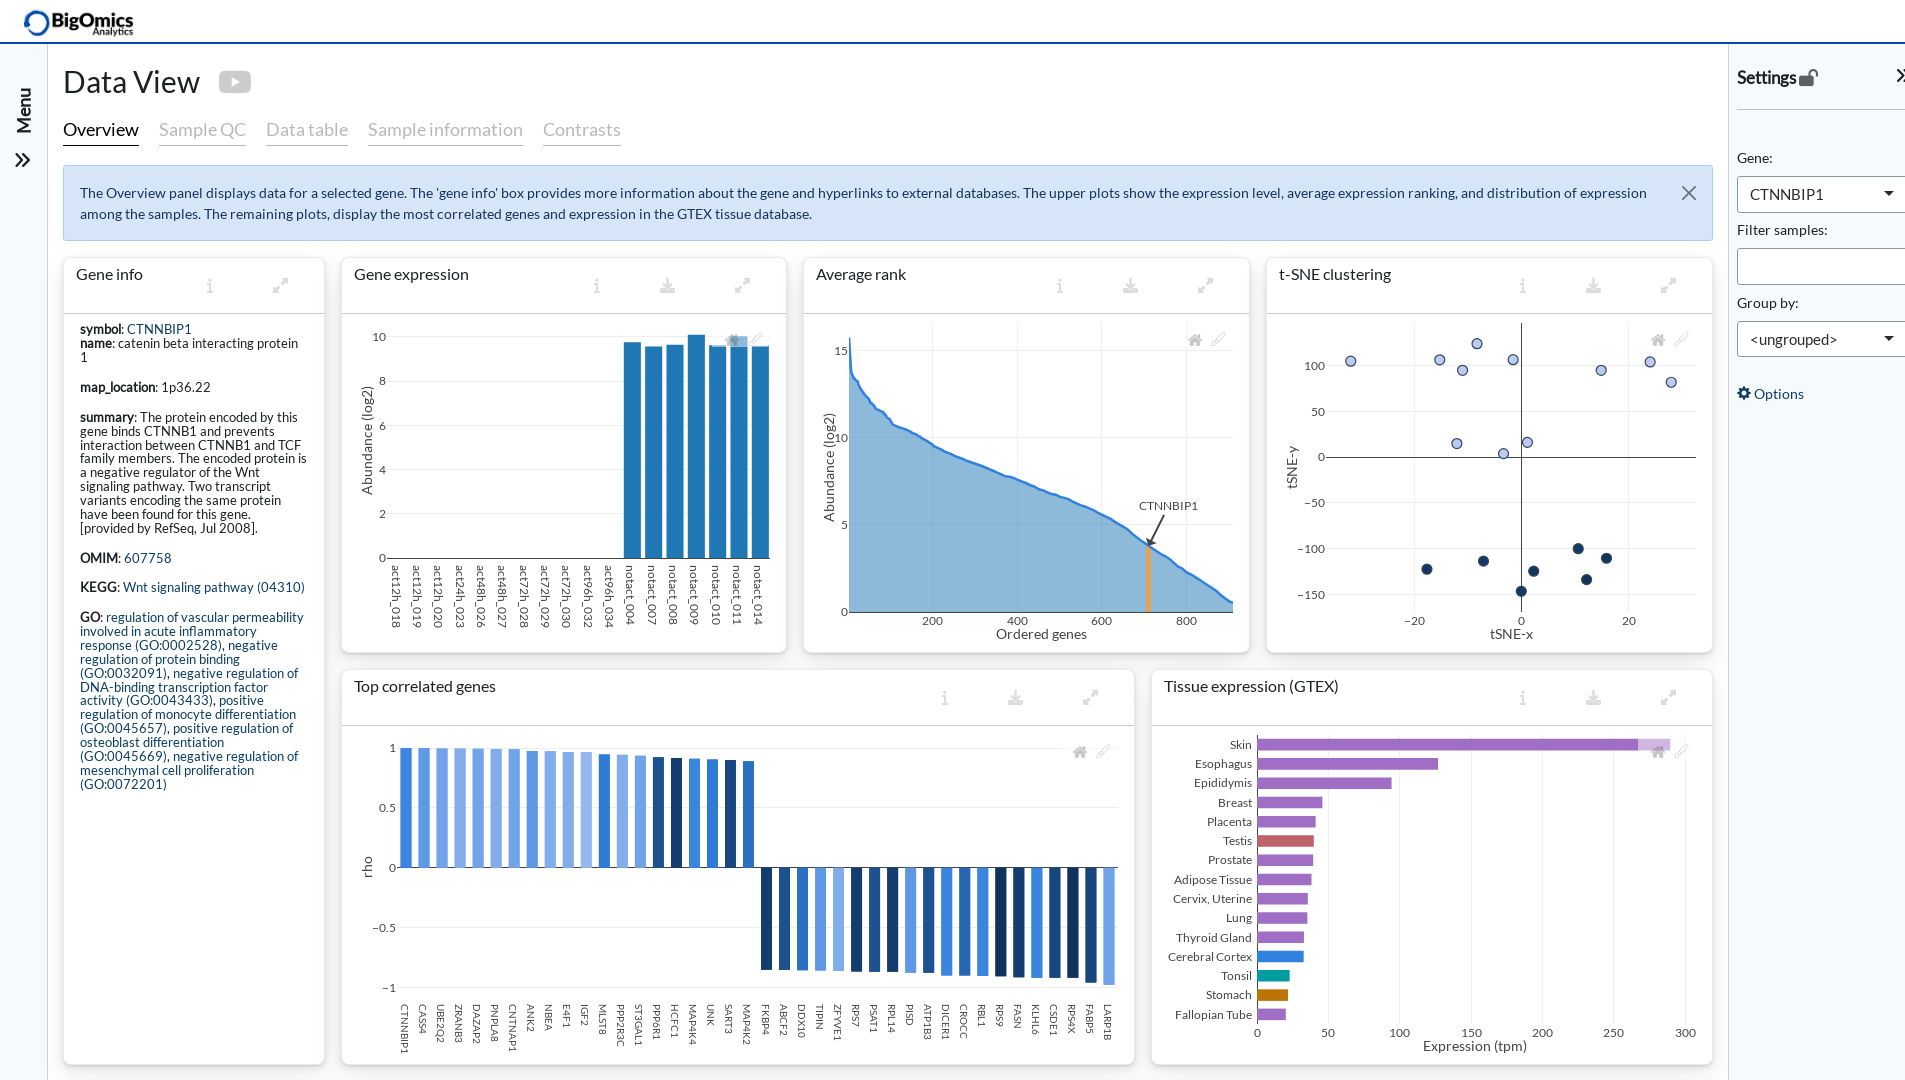 BigOmics
Analytics
Menu
Data View
Overview
Sample QC
Data table
Sample information
Contrasts
The Overview panel displays data for a selected gene. The 'gene info' box provides more information about the gene and hyperlinks to external databases. The upper plots show the expression level, average expression ranking, and distribution of expression
among the samples. The remaining plots, display the most correlated genes and expression in the GTEX tissue database.
Gene info
symbol: CTNNBIP1
name: catenin beta interacting protein
1
map_location: 1p36.22
summary: The protein encoded by this
gene binds CTNNB1 and prevents
interaction between CTNNB1 and TCF
family members. The encoded protein is
a negative regulator of the Wnt
signaling pathway. Two transcript
variants encoding the same protein
have been found for this gene.
[provided by RefSeq, Jul 2008].
OMIM: 607758
KEGG: Wnt signaling pathway (04310)
GO: regulation of vascular permeability
involved in acute inflammatory
response (GO:0002528), negative
regulation of protein binding
(GO:0032091), negative regulation of
DNA-binding transcription factor
activity (GO:0043433), positive
regulation of monocyte differentiation
(GO:0045657), positive regulation of
osteoblast differentiation
(GO:0045669), negative regulation of
mesenchymal cell proliferation
(GO:0072201)
Gene expression
Abundance (log2)
10
8
6
4
2
0
act12h_018
act12h_019
act12h_020
act24h_023
act48h_026
act48h_027
act72h_028
act72h_029
act72h_030
act96h_032
act96h_034
notact_004
notact_007
notact_008
notact_009
notact_010
notact_011
notact_014
Average rank
Abundance (log2)
15
10
5
0
CTNNBIP1
200
400
600
800
Ordered genes
t-SNE clustering
tSNE-y
100
50
0
−50
−100
−150
−20
0
20
tSNE-x
Top correlated genes
rho
1
0.5
0
−0.5
−1
CTNNBIP1
CASS4
UBE2Q2
ZRANB3
DAZAP2
PNPLA8
CNTNAP1
ANK2
NBEA
E4F1
IGF2
MLST8
PPP2R3C
ST3GAL1
PPP6R1
HCFC1
MAP4K4
UNK
SART3
MAP4K2
FKBP4
ABCF2
DDX10
TIPIN
ZFYVE1
RPS7
PSAT1
RPL14
PISD
ATP1B3
DICER1
CROCC
RBL1
RPS9
FASN
KLHL6
CSDE1
RPS4X
FABP5
LARP1B
Tissue expression (GTEX)
Skin
Esophagus
Epididymis
Breast
Placenta
Testis
Prostate
Adipose Tissue
Cervix, Uterine
Lung
Thyroid Gland
Cerebral Cortex
Tonsil
Stomach
Fallopian Tube
0
50
100
150
200
250
300
Expression (tpm)
Settings
Gene:
CTNNBIP1
Filter samples:
Group by:
<ungrouped>
Options